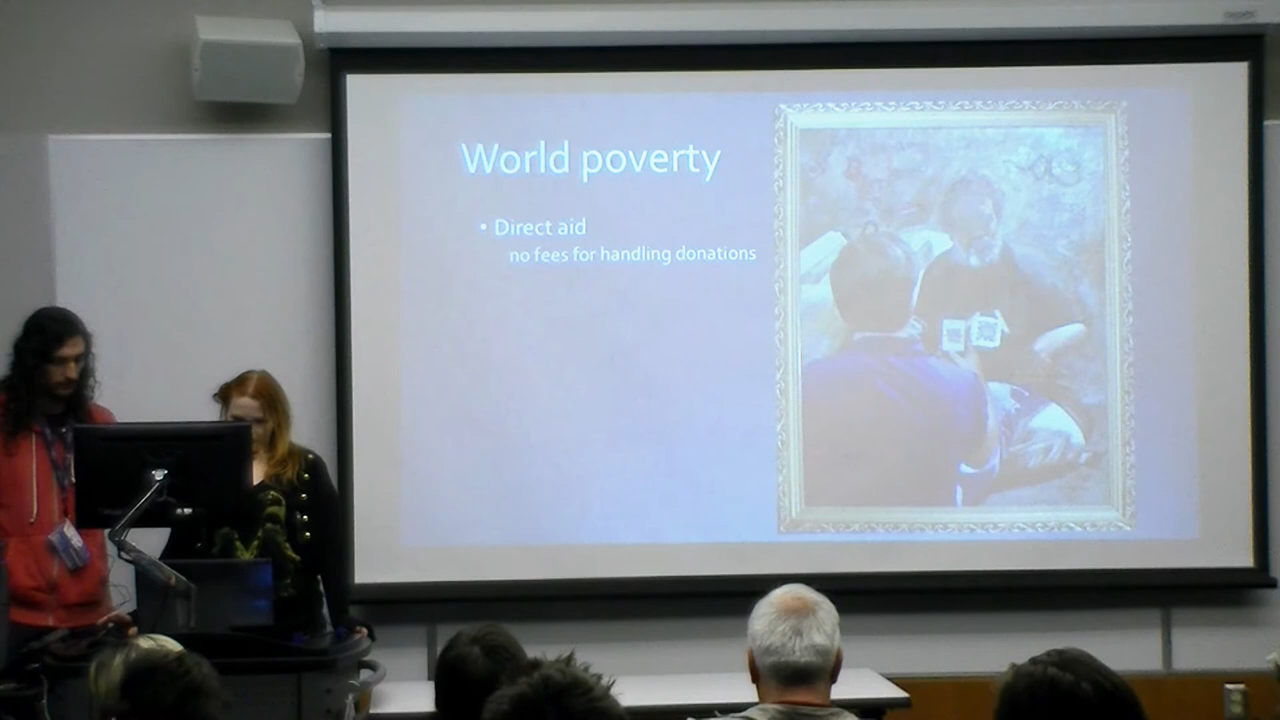 World poverty
• Direct aid
no fees for handling donations